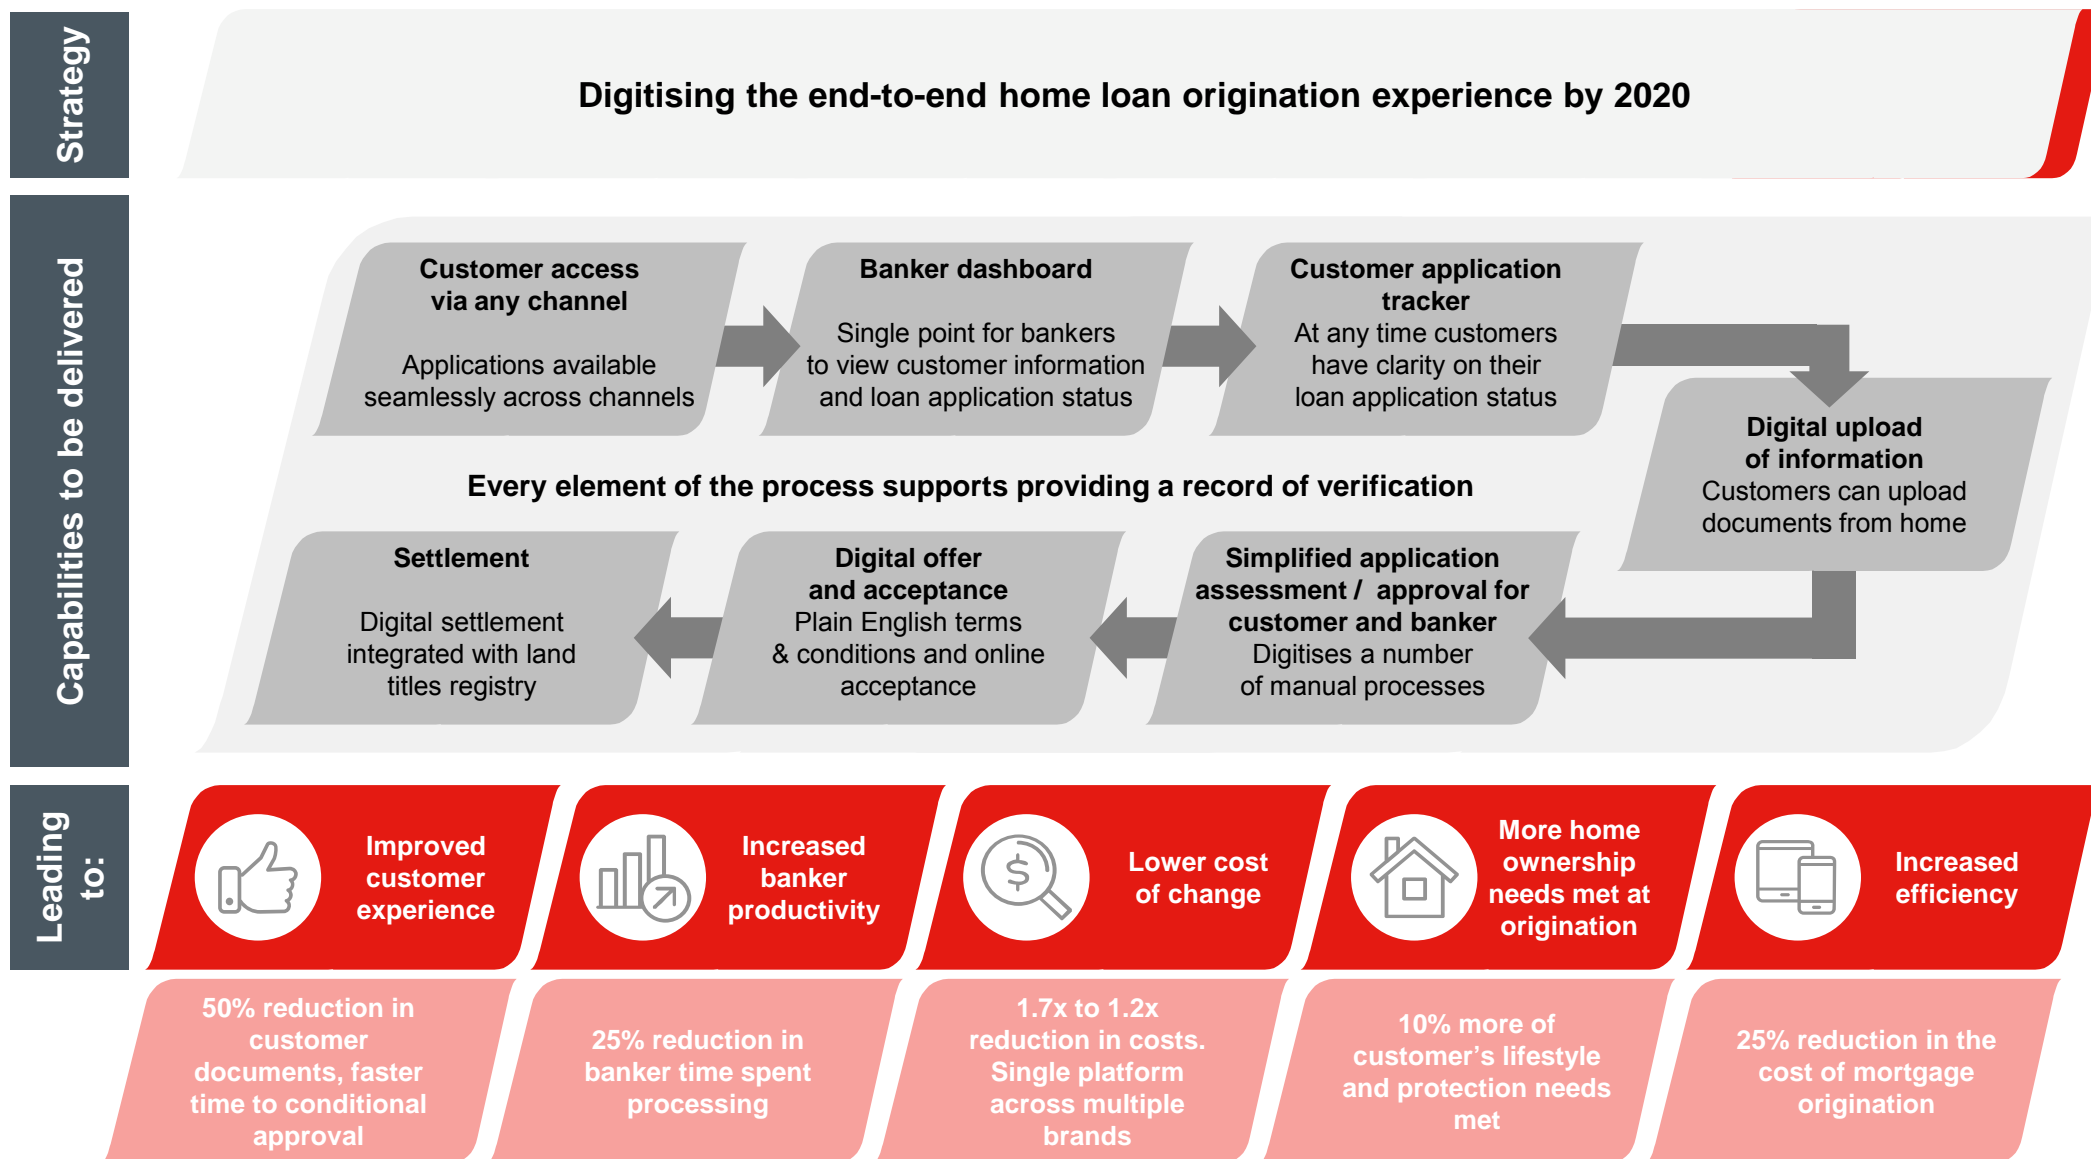 Strategy
Digitising the end-to-end home loan origination experience by 2020
Capabilities to be delivered
Customer access
via any channel
Applications available
seamlessly across channels
Banker dashboard
Single point for bankers
to view customer information
and loan application status
Customer application
tracker
At any time customers
have clarity on their
loan application status
Digital upload
of information
Customers can upload
documents from home
Every element of the process supports providing a record of verification
Simplified application
assessment /  approval for
customer and banker
Digitises a number
of manual processes
Digital offer
and acceptance
Plain English terms
& conditions and online
acceptance
Settlement
Digital settlement
integrated with land
titles registry
Leading
to:
Improved
customer
experience
Increased
banker
productivity
$
Lower cost
of change
More home
ownership
needs met at
origination
Increased
efficiency
50% reduction in
customer
documents, faster
time to conditional
approval
25% reduction in
banker time spent
processing
1.7x to 1.2x
reduction in costs.
Single platform
across multiple
brands
10% more of
customer’s lifestyle
and protection needs
met
25% reduction in the
cost of mortgage
origination